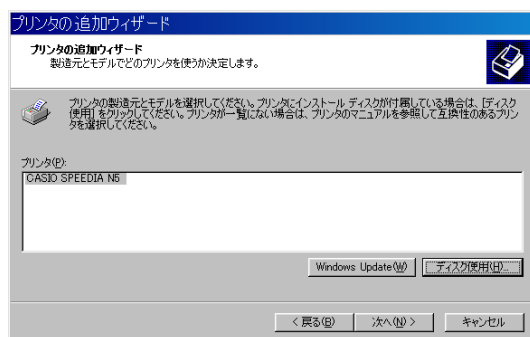 プリンタの追加ウィザード
プリンタの追加ウィザード
製造元とモデルでどのプリンタを使うか決定します。
プリンタの製造元とモデルを選択してください。プリンタにインストール ディスクが付属している場合は、[ディスク
使用] をクリックしてください。プリンタが一覧にない場合は、プリンタのマニュアルを参照して互換性のあるプリン
タを選択してください。
プリンタ(P):
CASIO SPEEDIA N5
Windows Update(W) ディスク使用(H)...
< 戻る(B) 次へ(N) > キャンセル